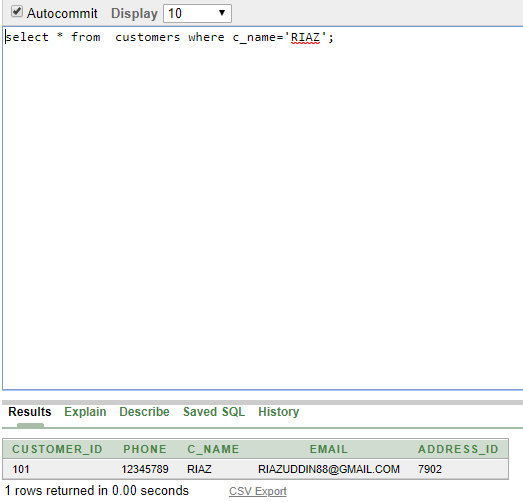 Autocommit Display 10
select * from  customers where c_name='RIAZ';
Results Explain Describe Saved SQL History
CUSTOMER_ID PHONE C_NAME EMAIL ADDRESS_ID
101 12345789 RIAZ RIAZUDDIN88@GMAIL.COM 7902
1 rows returned in 0.00 seconds CSV Export